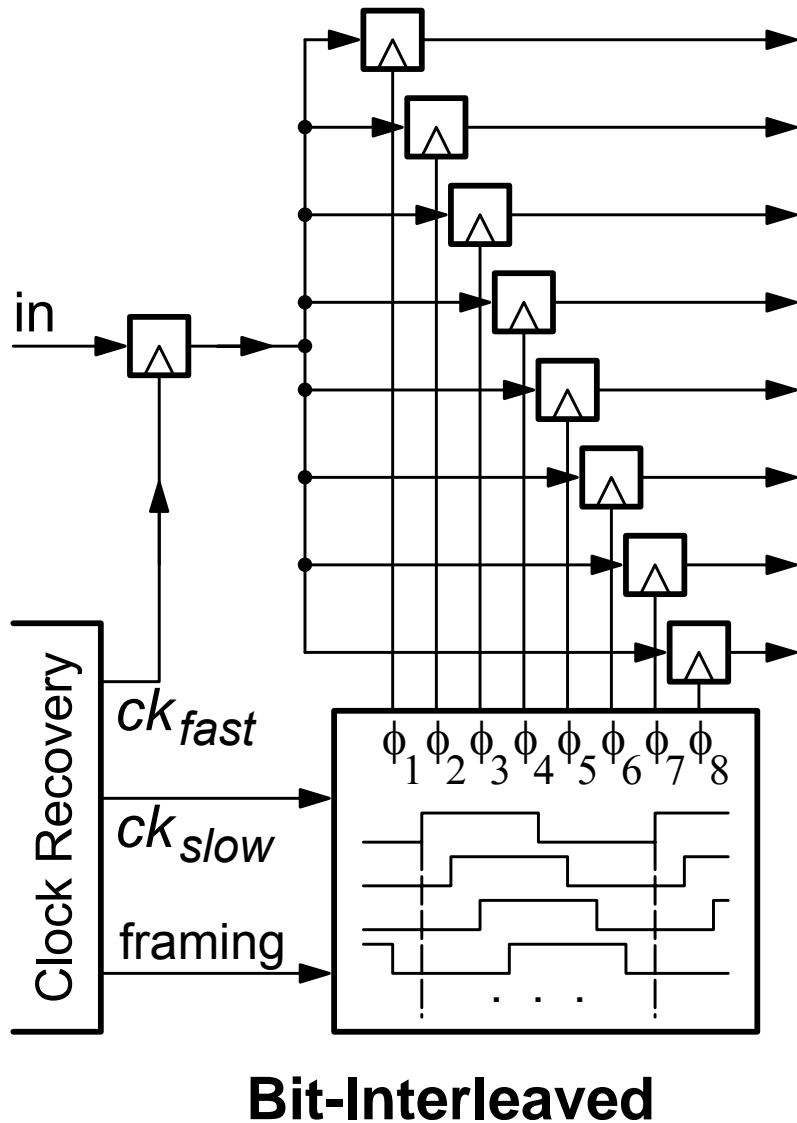 in
Clock Recovery
ck_fast
ck_slow
framing
ϕ1 ϕ2 ϕ3 ϕ4 ϕ5 ϕ6 ϕ7 ϕ8
. . .
Bit-Interleaved